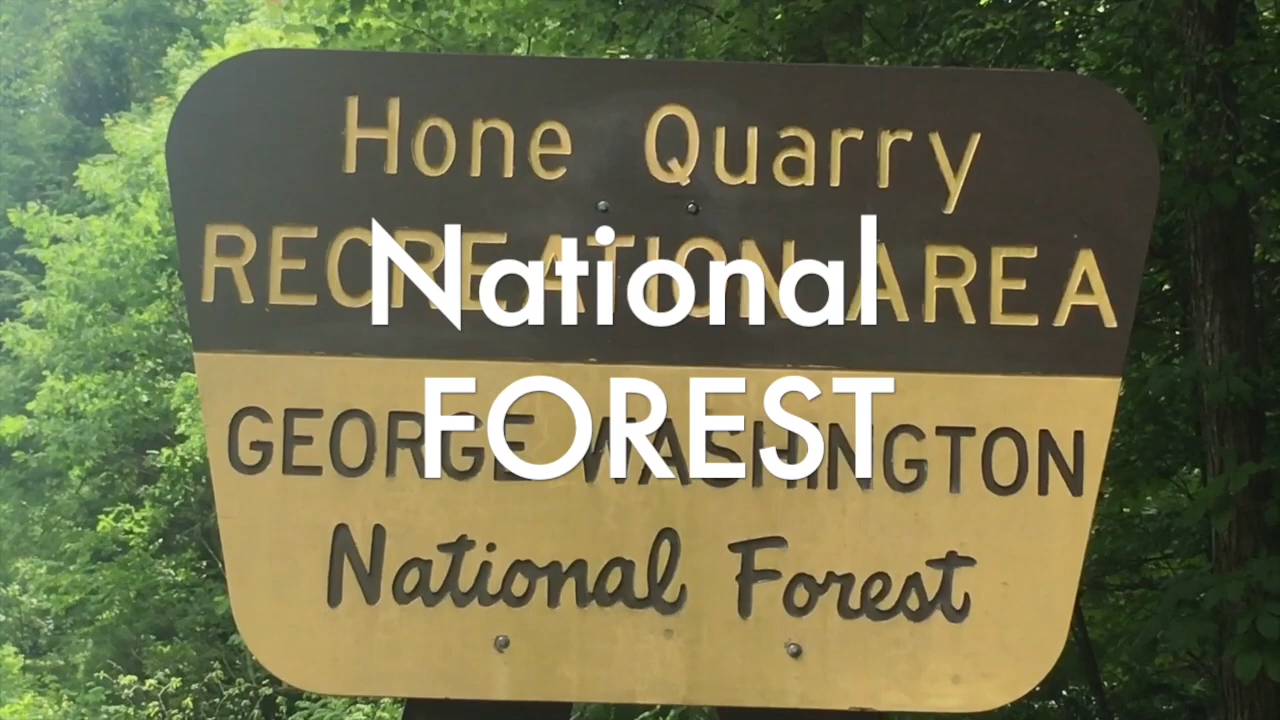 Hone Quarry
RECREATION AREA
National
FOREST
GEORGE WASHINGTON
National Forest